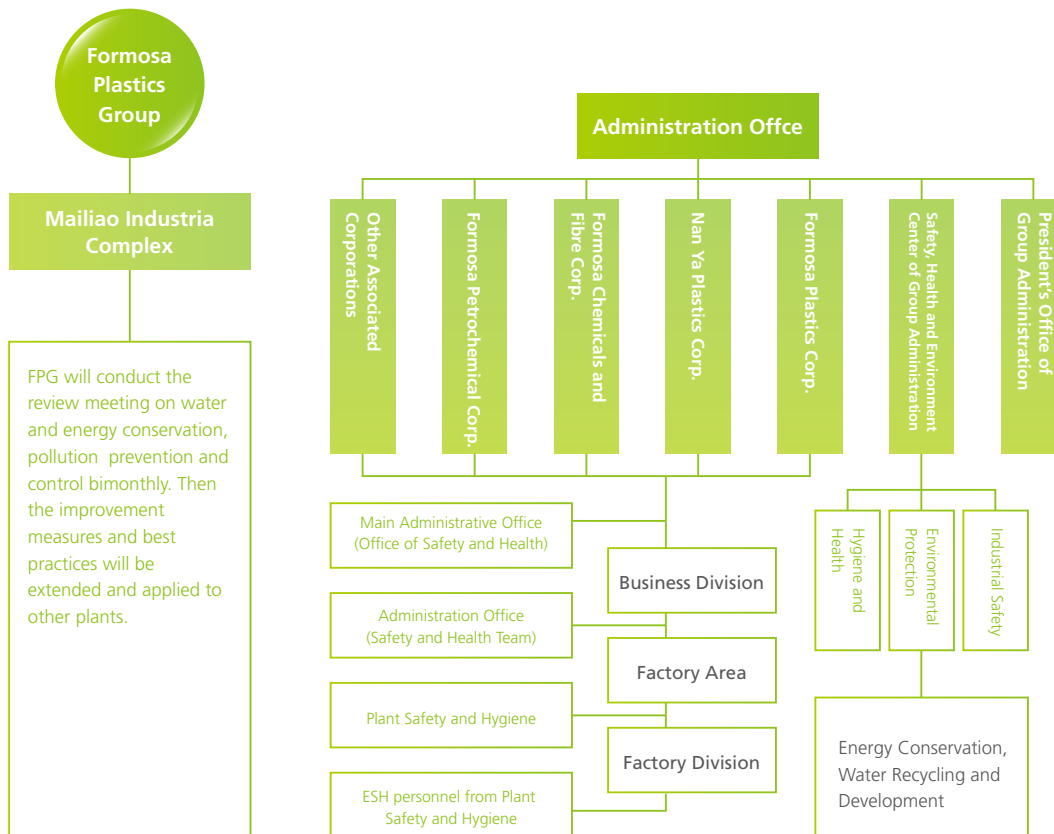 Formosa
Plastics
Group
Mailiao Industria
Complex
FPG will conduct the
review meeting on water
and energy conservation,
pollution prevention and
control bimonthly. Then
the improvement
measures and best
practices will be
extended and applied to
other plants.
Administration Offce
Other Associated
Corporations
Formosa Petrochemical Corp.
Formosa Chemicals and
Fibre Corp.
Nan Ya Plastics Corp.
Formosa Plastics Corp.
Safety, Health and Environment
Center of Group Administration
President's Office of
Group Administration
Main Administrative Office
(Office of Safety and Health)
Business Division
Administration Office
(Safety and Health Team)
Factory Area
Plant Safety and Hygiene
Factory Division
ESH personnel from Plant
Safety and Hygiene
Hygiene and
Health
Environmental
Protection
Industrial Safety
Energy Conservation,
Water Recycling and
Development